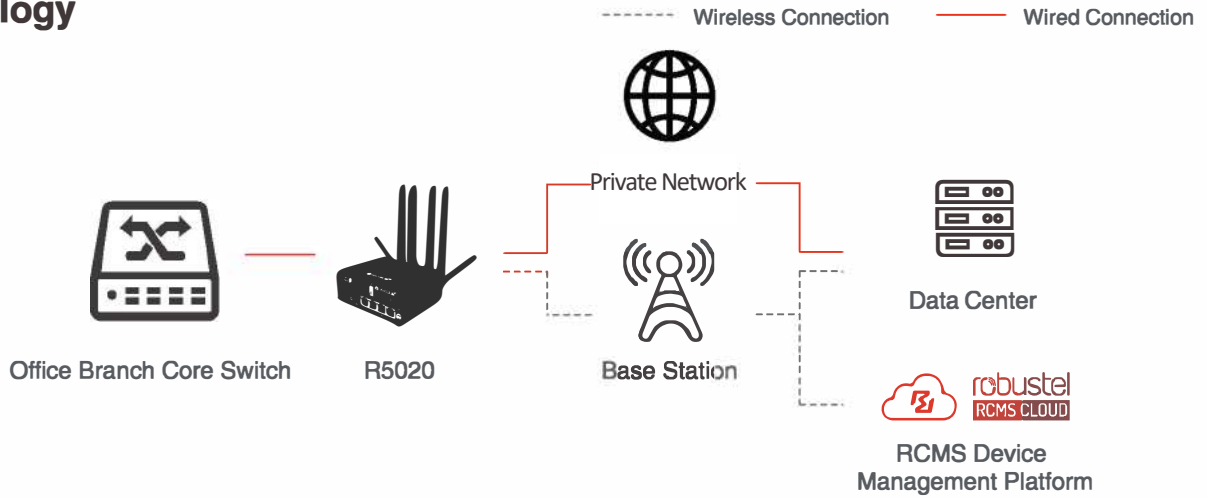 logy
Wireless Connection
Wired Connection
Private Network
Office Branch Core Switch
R5020
Base Station
Data Center
robustel
RCMS CLOUD
RCMS Device
Management Platform